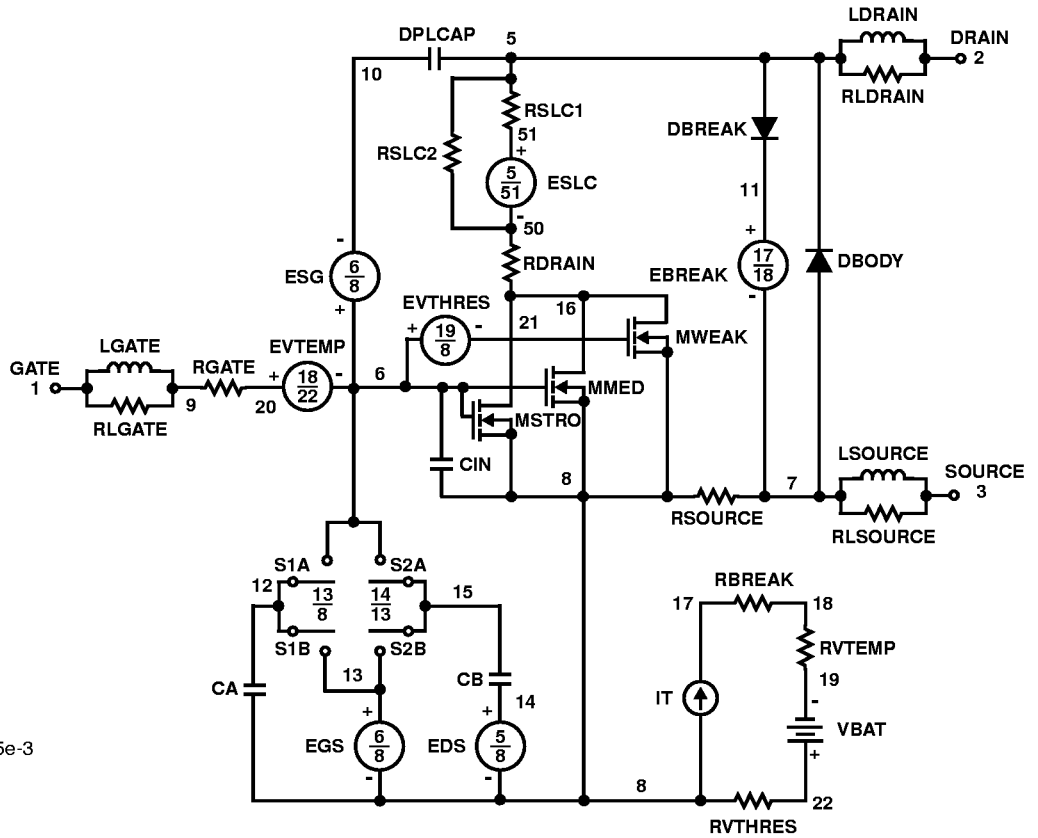 LDRAIN
DPLCAP 5 DRAIN
10 2
RSLC1 RLDRAIN
DBREAK
51
+
RSLC2
5
51
ESLC
11
-
50
-
+
RDRAIN
17
18
DBODY
6
8
ESG
EBREAK
EVTHRES
16
-
+
+ 19
8
-
21
MWEAK
LGATE EVTEMP
GATE RGATE
1
+ 18
22
-
6
MMED
9 20
MSTRO
RLGATE
LSOURCE
CIN 8 7 SOURCE
3
RSOURCE
RLSOURCE
S1A S2A
12 15
13
8
14
13
RBREAK
17 18
S1B S2B
RVTEMP
13
CB 19
CA IT
14 -
+ +
VBAT
EGS 6
8
EDS 5
8
5e-3
+
- -
8
22
RVTHRES